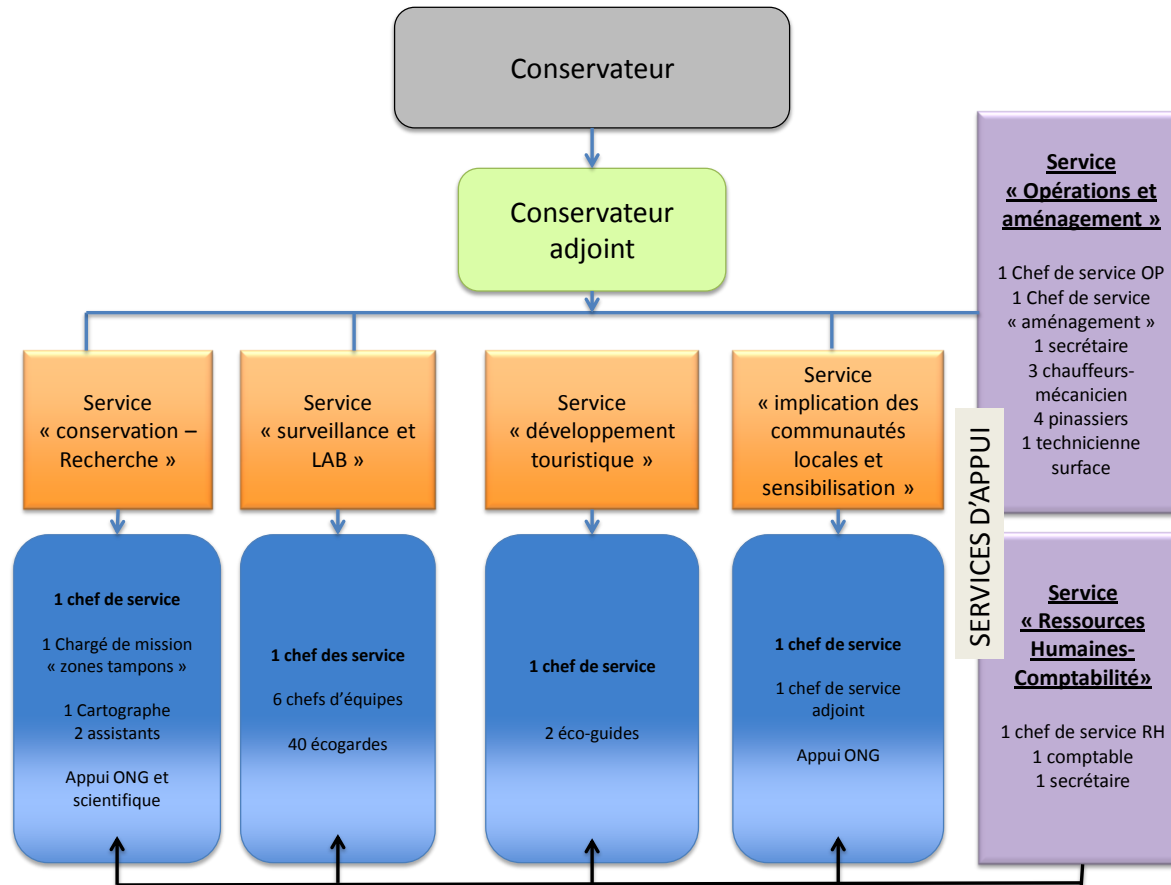 Conservateur
Conservateur
adjoint
Service
« conservation –
Recherche »
Service
« surveillance et
LAB »
Service
« développement
touristique »
Service
« implication des
communautés
locales et
sensibilisation »
1 chef de service
1 Chargé de mission
« zones tampons »
1 Cartographe
2 assistants
Appui ONG et
scientifique
1 chef des service
6 chefs d’équipes
40 écogardes
1 chef de service
2 éco-guides
1 chef de service
1 chef de service
adjoint
Appui ONG
SERVICES D’APPUI
Service
« Opérations et
aménagement »
1 Chef de service OP
1 Chef de service
« aménagement »
1 secrétaire
3 chauffeurs-
mécanicien
4 pinassiers
1 technicienne
surface
Service
« Ressources
Humaines-
Comptabilité»
1 chef de service RH
1 comptable
1 secrétaire